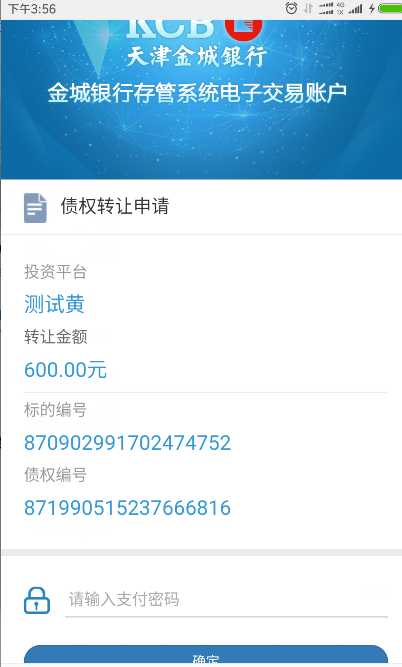 下午3:56
4G
1X
KCB
天津金城银行
金城银行存管系统电子交易账户
债权转让申请
投资平台
测试黄
转让金额
600.00元
标的编号
870902991702474752
债权编号
871990515237666816
请输入支付密码
确定